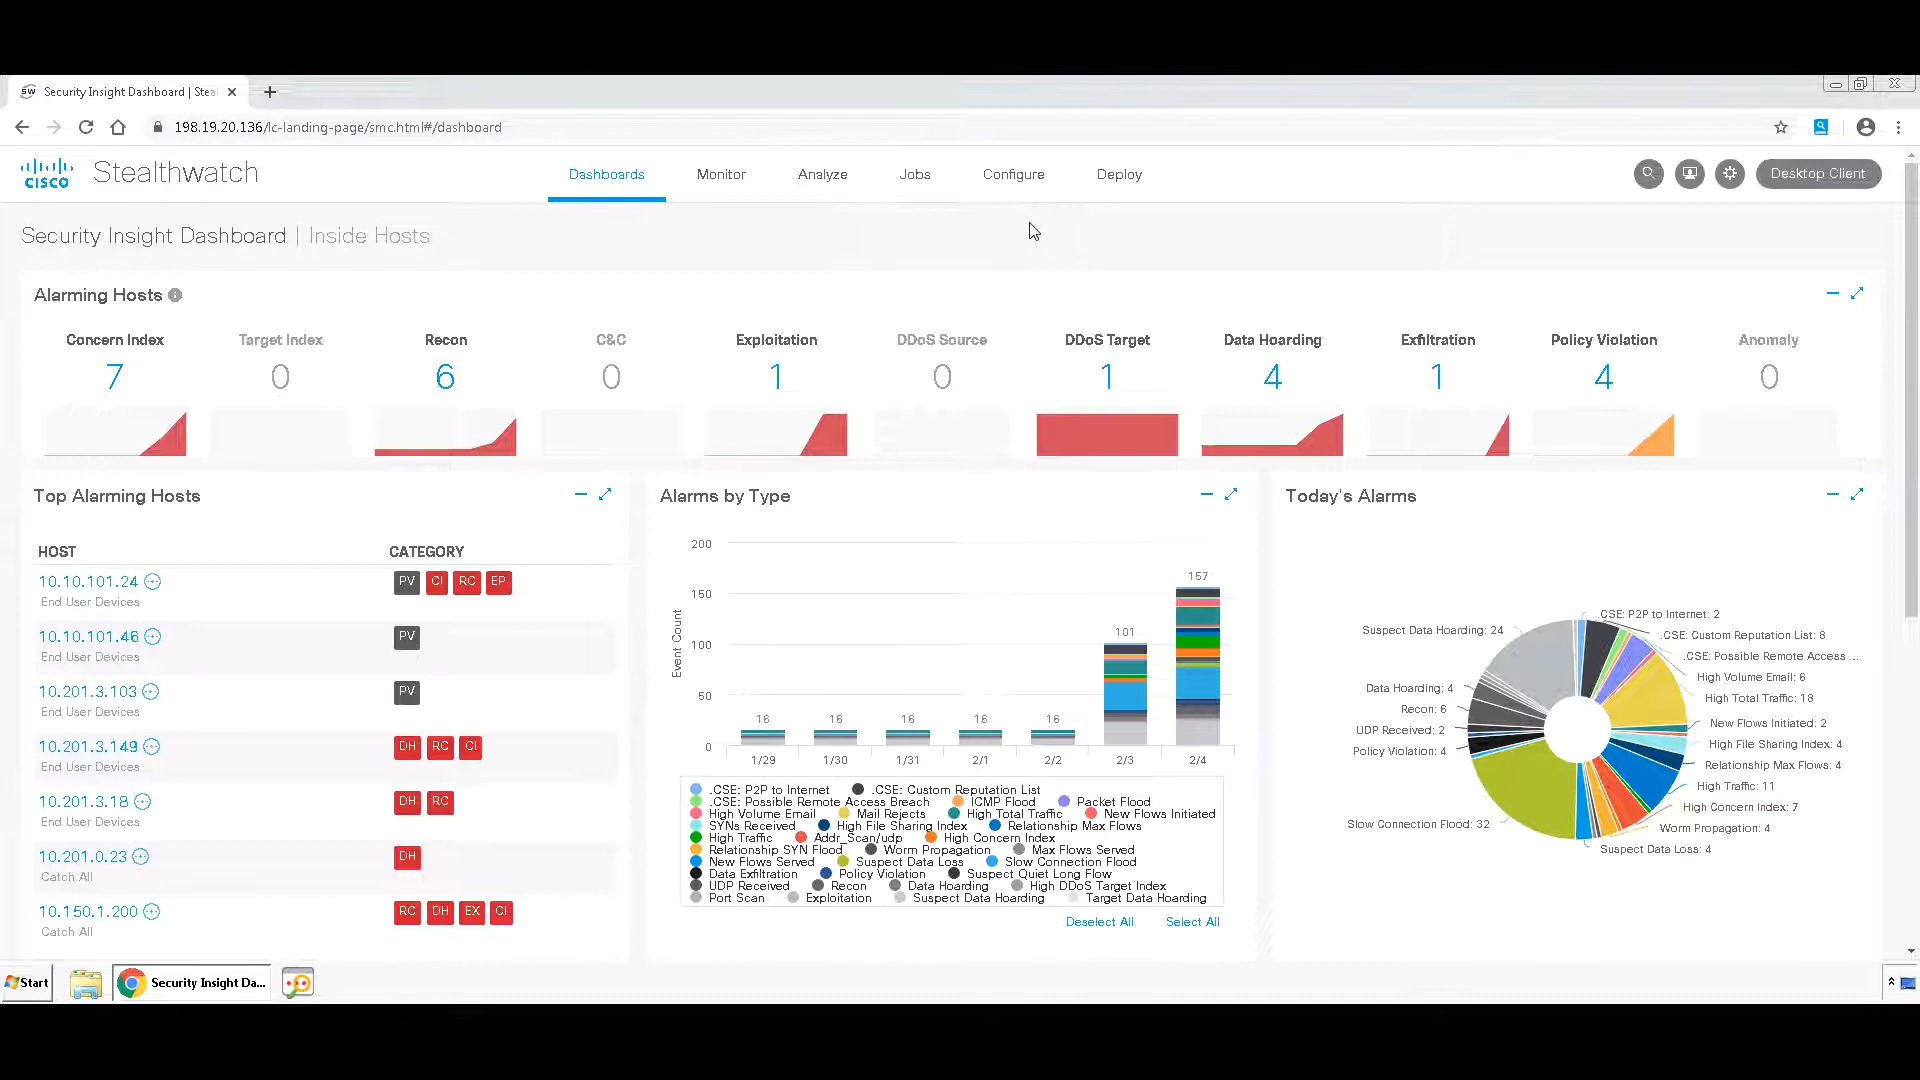 Security Insight Dashboard | Steal
198.19.20.136/lc-landing-page/smc.html#/dashboard
CISCO Stealthwatch Dashboards Monitor Analyze Jobs Configure Deploy Desktop Client
Security Insight Dashboard | Inside Hosts
Alarming Hosts
Concern Index Target Index Recon C&C Exploitation DDoS Source DDoS Target Data Hoarding Exfiltration Policy Violation Anomaly
7 0 6 0 1 0 1 4 1 4 0
Top Alarming Hosts
HOST CATEGORY
10.10.101.24 PV CI RC EP
End User Devices
10.10.101.46 PV
End User Devices
10.201.3.103 PV
End User Devices
10.201.3.149 DH RC CI
End User Devices
10.201.3.18 DH RC
End User Devices
10.201.0.23 DH
Catch All
10.150.1.200 RC DH EX CI
Catch All
Alarms by Type
Event Count
200
150
100
50
0
16 16 16 16 16 101 157
1/29 1/30 1/31 2/1 2/2 2/3 2/4
.CSE: P2P to Internet .CSE: Custom Reputation List
.CSE: Possible Remote Access Breach ICMP Flood Packet Flood
High Volume Email Mail Rejects High Total Traffic New Flows Initiated
SYNs Received High File Sharing Index Relationship Max Flows
High Traffic Addr_Scan/udp High Concern Index
Relationship SYN Flood Worm Propagation Max Flows Served
New Flows Served Suspect Data Loss Slow Connection Flood
Data Exfiltration Policy Violation Suspect Quiet Long Flow
UDP Received Recon Data Hoarding High DDoS Target Index
Port Scan Exploitation Suspect Data Hoarding Target Data Hoarding
Deselect All Select All
Today's Alarms
.CSE: P2P to Internet: 2
.CSE: Custom Reputation List: 8
.CSE: Possible Remote Access ...
High Volume Email: 6
High Total Traffic: 18
New Flows Initiated: 2
High File Sharing Index: 4
Relationship Max Flows: 4
High Traffic: 11
High Concern Index: 7
Worm Propagation: 4
Suspect Data Loss: 4
Slow Connection Flood: 32
Policy Violation: 4
UDP Received: 2
Recon: 6
Data Hoarding: 4
Suspect Data Hoarding: 24
Start Security Insight Da...